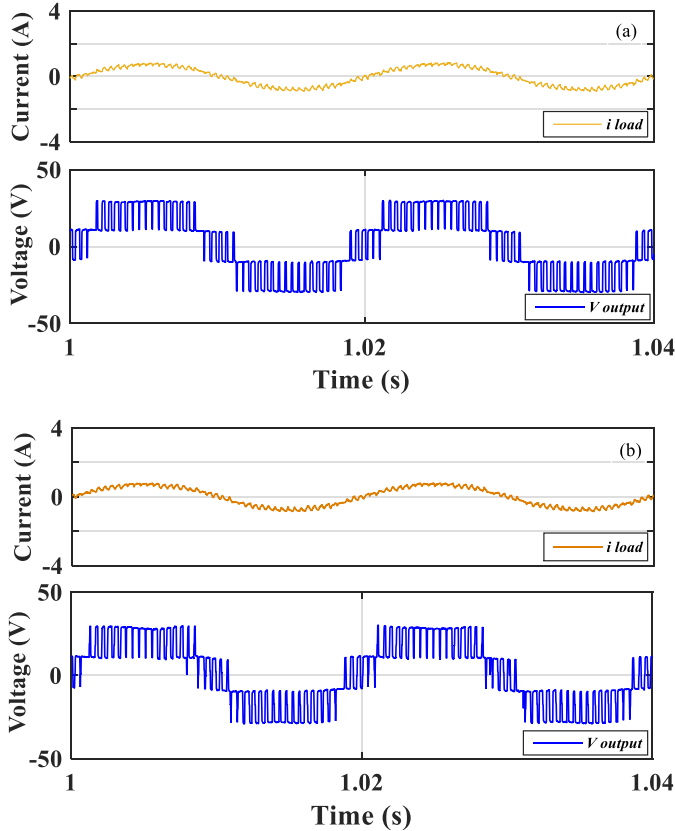 4
(a)
Current (A)
0
i load
-4
50
Voltage (V)
0
V output
-50
1
1.02
1.04
Time (s)
4
(b)
Current (A)
0
i load
-4
50
Voltage (V)
0
V output
-50
1
1.02
1.04
Time (s)